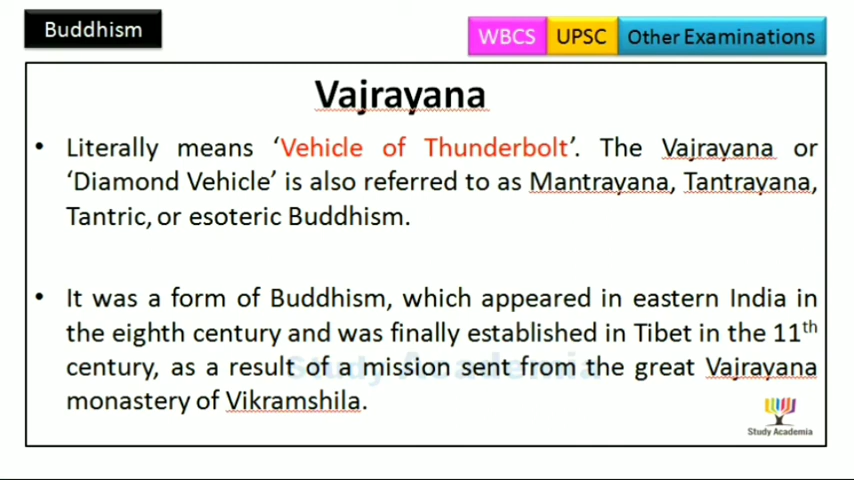 Buddhism
WBCS UPSC Other Examinations
Vajrayana
• Literally means ‘Vehicle of Thunderbolt’. The Vajrayana or
‘Diamond Vehicle’ is also referred to as Mantrayana, Tantrayana,
Tantric, or esoteric Buddhism.
• It was a form of Buddhism, which appeared in eastern India in
the eighth century and was finally established in Tibet in the 11th
century, as a result of a mission sent from the great Vajrayana
monastery of Vikramshila.
Study Academia
Study Academia